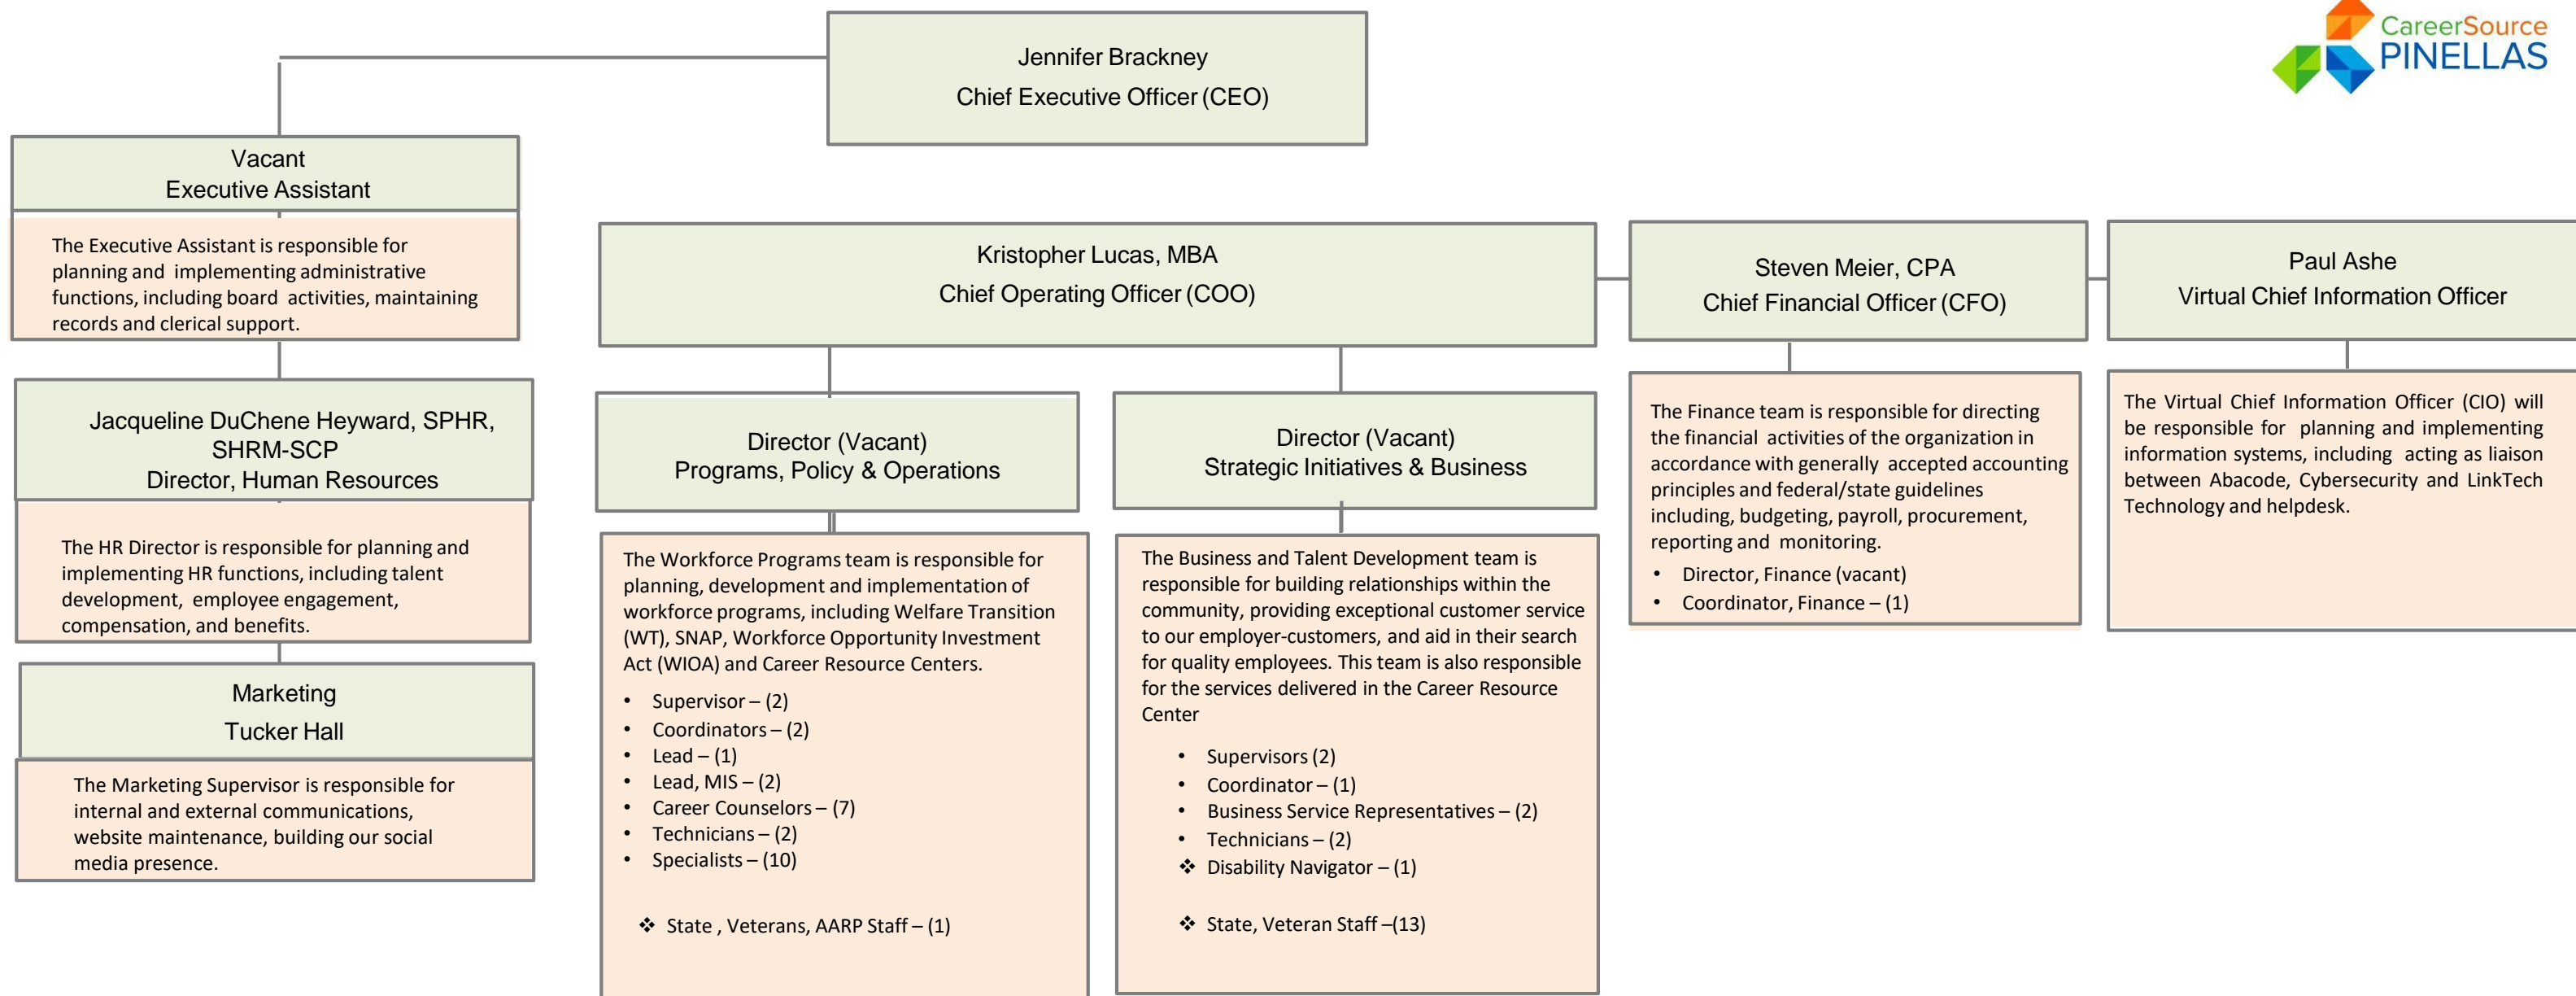 Jennifer Brackney
Chief Executive Officer (CEO)
CareerSource
PINELLAS
Vacant
Executive Assistant
The Executive Assistant is responsible for
planning and implementing administrative
functions, including board activities, maintaining
records and clerical support.
Jacqueline DuChene Heyward, SPHR,
SHRM-SCP
Director, Human Resources
The HR Director is responsible for planning and
implementing HR functions, including talent
development, employee engagement,
compensation, and benefits.
Marketing
Tucker Hall
The Marketing Supervisor is responsible for
internal and external communications,
website maintenance, building our social
media presence.
Kristopher Lucas, MBA
Chief Operating Officer (COO)
Director (Vacant)
Programs, Policy & Operations
The Workforce Programs team is responsible for
planning, development and implementation of
workforce programs, including Welfare Transition
(WT), SNAP, Workforce Opportunity Investment
Act (WIOA) and Career Resource Centers.
• Supervisor – (2)
• Coordinators – (2)
• Lead – (1)
• Lead, MIS – (2)
• Career Counselors – (7)
• Technicians – (2)
• Specialists – (10)
❖ State , Veterans, AARP Staff – (1)
Director (Vacant)
Strategic Initiatives & Business
The Business and Talent Development team is
responsible for building relationships within the
community, providing exceptional customer service
to our employer-customers, and aid in their search
for quality employees. This team is also responsible
for the services delivered in the Career Resource
Center
• Supervisors (2)
• Coordinator – (1)
• Business Service Representatives – (2)
• Technicians – (2)
❖ Disability Navigator – (1)
❖ State, Veteran Staff –(13)
Steven Meier, CPA
Chief Financial Officer (CFO)
The Finance team is responsible for directing
the financial activities of the organization in
accordance with generally accepted accounting
principles and federal/state guidelines
including, budgeting, payroll, procurement,
reporting and monitoring.
• Director, Finance (vacant)
• Coordinator, Finance – (1)
Paul Ashe
Virtual Chief Information Officer
The Virtual Chief Information Officer (CIO) will
be responsible for planning and implementing
information systems, including acting as liaison
between Abacode, Cybersecurity and LinkTech
Technology and helpdesk.